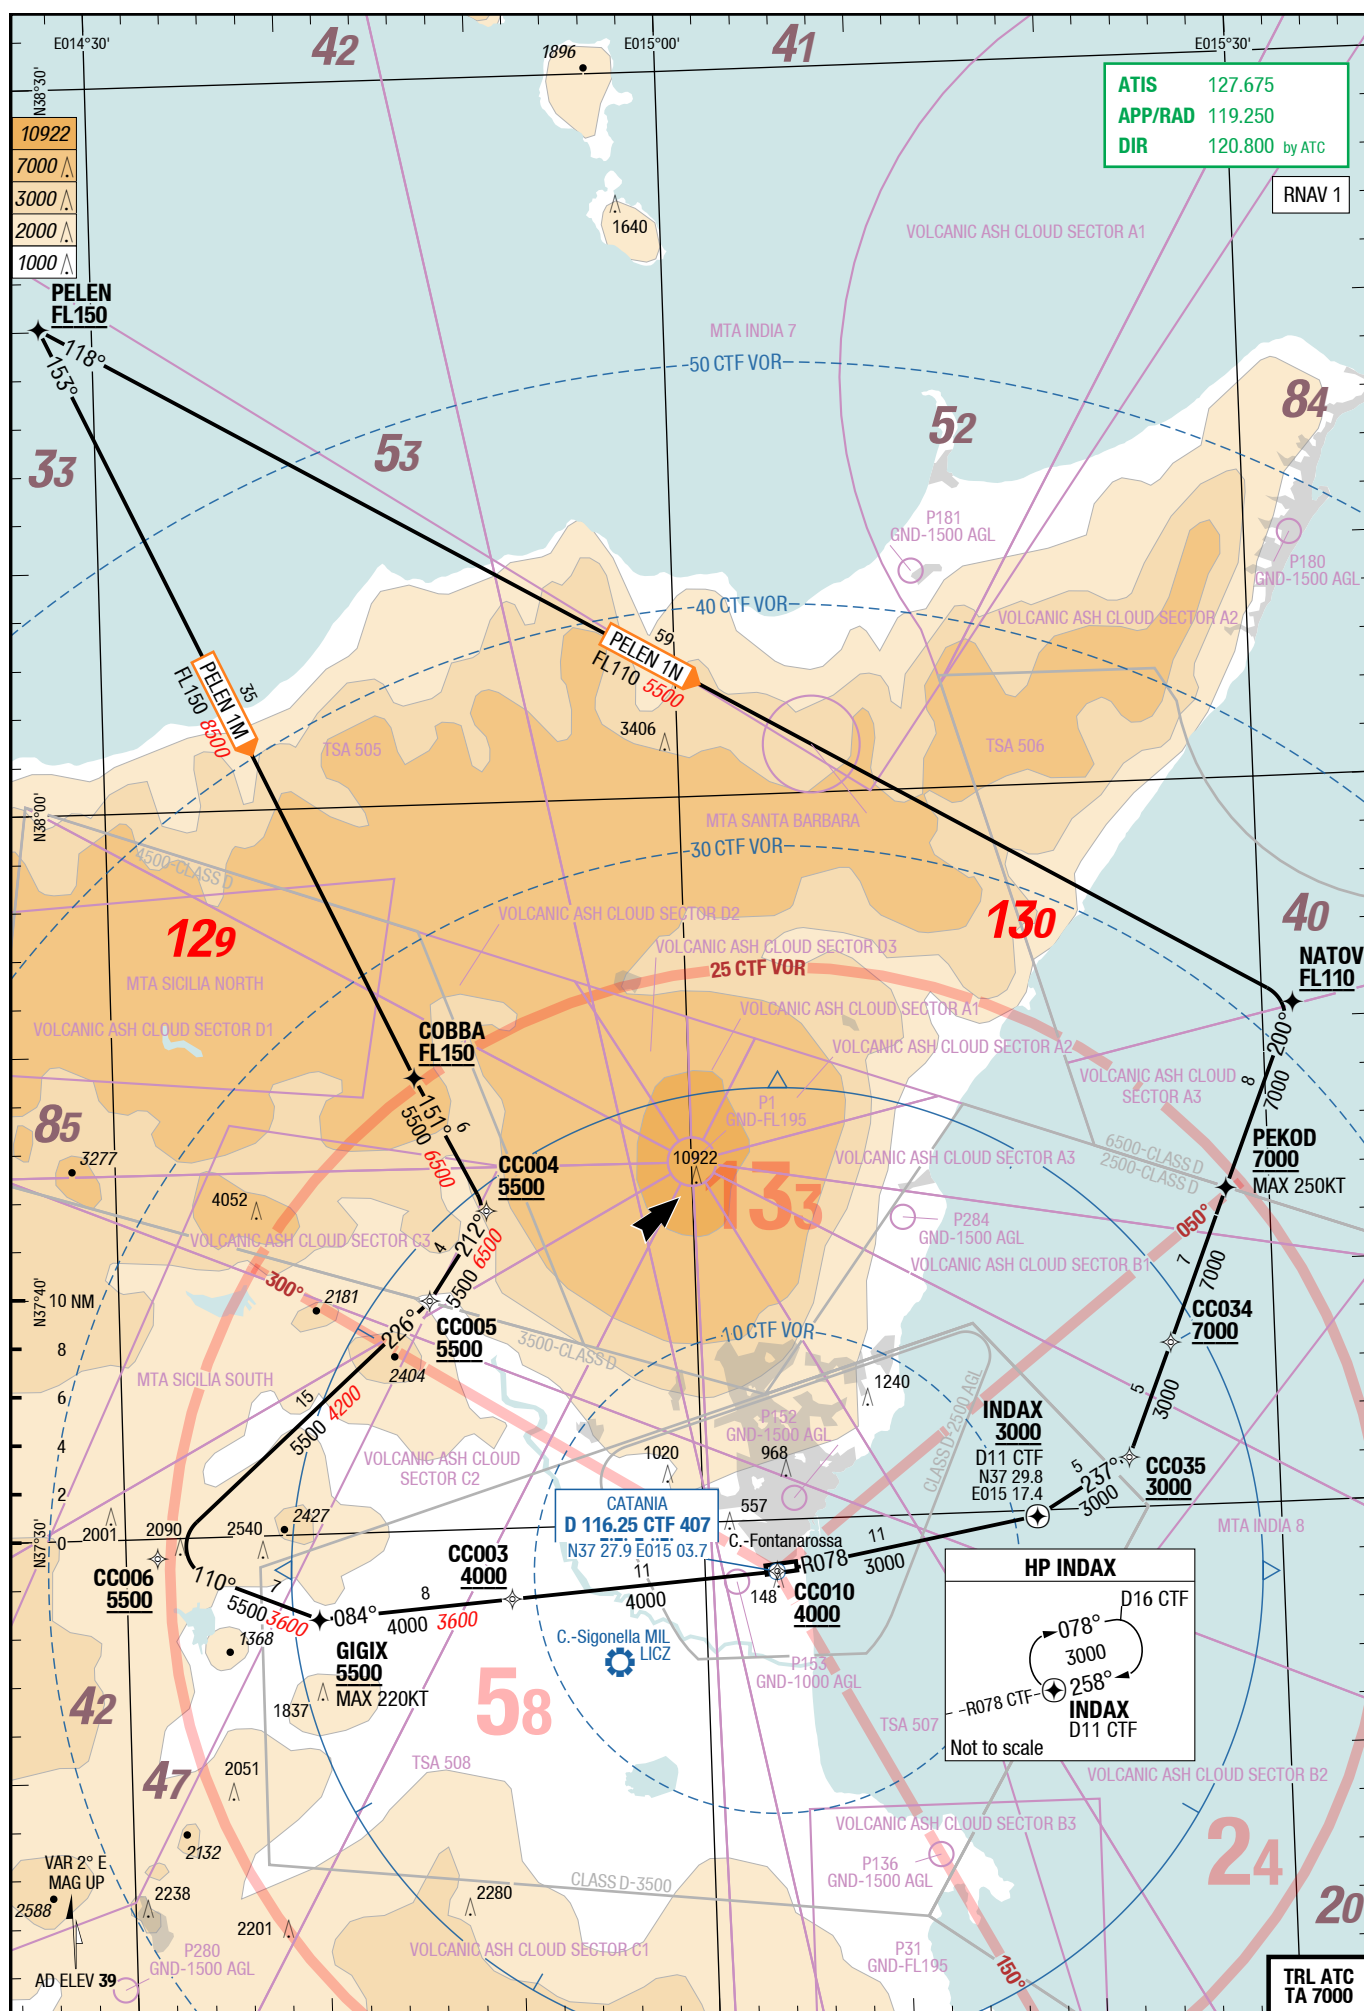 E014°30'
E015°00'
E015°30'
42
41
1896
N38°30'
ATIS 127.675
APP/RAD 119.250
DIR 120.800 by ATC
RNAV 1
10922
7000
3000
2000
1000
1640
VOLCANIC ASH CLOUD SECTOR A1
PELEN
FL150
118°
153°
MTA INDIA 7
50 CTF VOR
33
53
52
84
P181
GND-1500 AGL
P180
GND-1500 AGL
40 CTF VOR
VOLCANIC ASH CLOUD SECTOR A2
59
PELEN 1N
FL110 5500
35
PELEN 1M
FL150 8500
3406
TSA 505
TSA 506
N38°00'
MTA SANTA BARBARA
30 CTF VOR
4500-CLASS D
129
130
40
VOLCANIC ASH CLOUD SECTOR D2
VOLCANIC ASH CLOUD SECTOR D3
25 CTF VOR
NATOV
FL110
MTA SICILIA NORTH
VOLCANIC ASH CLOUD SECTOR D1
VOLCANIC ASH CLOUD SECTOR A1
COBBA
FL150
VOLCANIC ASH CLOUD SECTOR A2
200°
8
7000
VOLCANIC ASH CLOUD
SECTOR A3
151°
6
5500 6500
P1
GND-FL195
85
3277
PEKOD
7000
MAX 250KT
6500-CLASS D
2500-CLASS D
CC004
5500
10922
133
VOLCANIC ASH CLOUD SECTOR A3
4052
212°
4
5500 6500
P284
GND-1500 AGL
050°
VOLCANIC ASH CLOUD SECTOR C3
VOLCANIC ASH CLOUD SECTOR B1
7
7000
300°
2181
N37°40'
10 NM
8
6
4
2
0
226°
CC005
5500
3500-CLASS D
10 CTF VOR
CC034
7000
2404
MTA SICILIA SOUTH
15
5500 4200
1240
5
3000
P152
GND-1500 AGL
CLASS D-2500 AGL
INDAX
3000
D11 CTF
N37 29.8
E015 17.4
VOLCANIC ASH CLOUD
SECTOR C2
1020
968
5
237°
3000
CC035
3000
CATANIA
D 116.25 CTF 407
N37 27.9 E015 03.7
557
MTA INDIA 8
2001
2090
2540
2427
N37°30'
C.-Fontanarossa
11
R078
3000
CC003
4000
CC006
5500
110°
7
5500 3600
084°
8
4000 3600
11
4000
148
CC010
4000
HP INDAX
D16 CTF
078°
3000
258°
R078 CTF
INDAX
D11 CTF
Not to scale
GIGIX
5500
MAX 220KT
1368
C.-Sigonella MIL
LICZ
P153
GND-1000 AGL
58
42
1837
TSA 507
47
2051
TSA 508
VOLCANIC ASH CLOUD SECTOR B2
2132
VOLCANIC ASH CLOUD SECTOR B3
24
VAR 2° E
MAG UP
P136
GND-1500 AGL
CLASS D-3500
2588
2238
2280
2201
20
P280
GND-1500 AGL
VOLCANIC ASH CLOUD SECTOR C1
P31
GND-FL195
150°
AD ELEV 39
TRL ATC
TA 7000